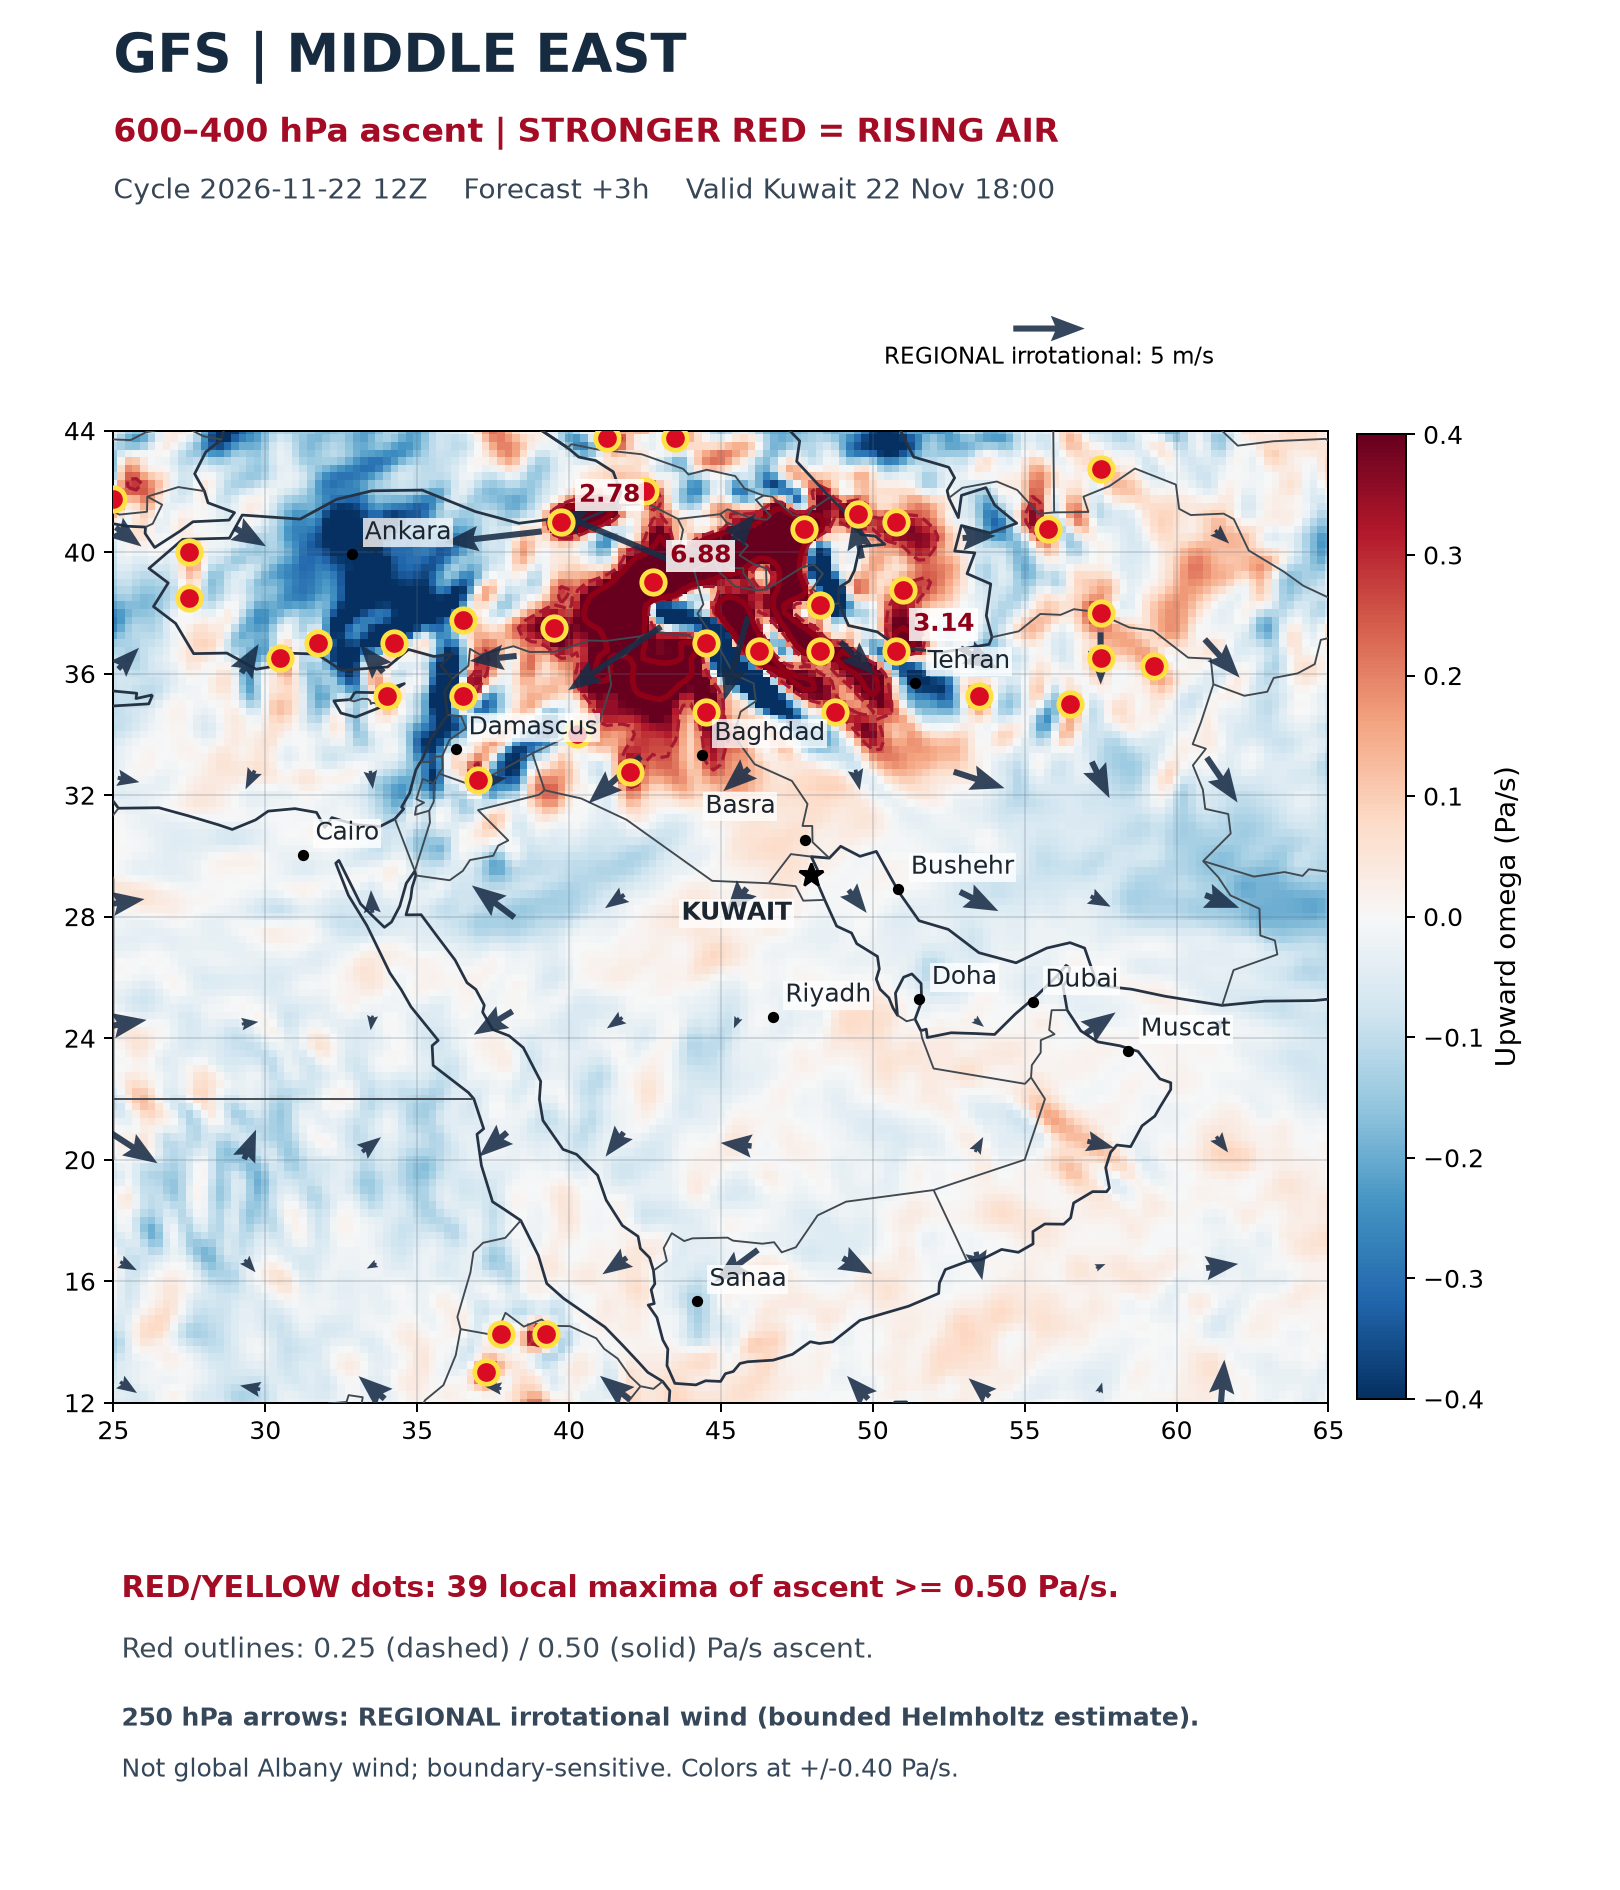 GFS | MIDDLE EAST
600–400 hPa ascent | STRONGER RED = RISING AIR
Cycle 2026-11-22 12Z    Forecast +3h    Valid Kuwait 22 Nov 18:00
REGIONAL irrotational: 5 m/s
44
40
36
32
28
24
20
16
12
25
30
35
40
45
50
55
60
65
2.78
Ankara
6.88
3.14
Tehran
Damascus
Baghdad
Basra
Cairo
Bushehr
KUWAIT
Doha
Dubai
Riyadh
Muscat
Sanaa
0.4
0.3
0.2
0.1
0.0
−0.1
−0.2
−0.3
−0.4
Upward omega (Pa/s)
RED/YELLOW dots: 39 local maxima of ascent >= 0.50 Pa/s.
Red outlines: 0.25 (dashed) / 0.50 (solid) Pa/s ascent.
250 hPa arrows: REGIONAL irrotational wind (bounded Helmholtz estimate).
Not global Albany wind; boundary-sensitive. Colors at +/-0.40 Pa/s.